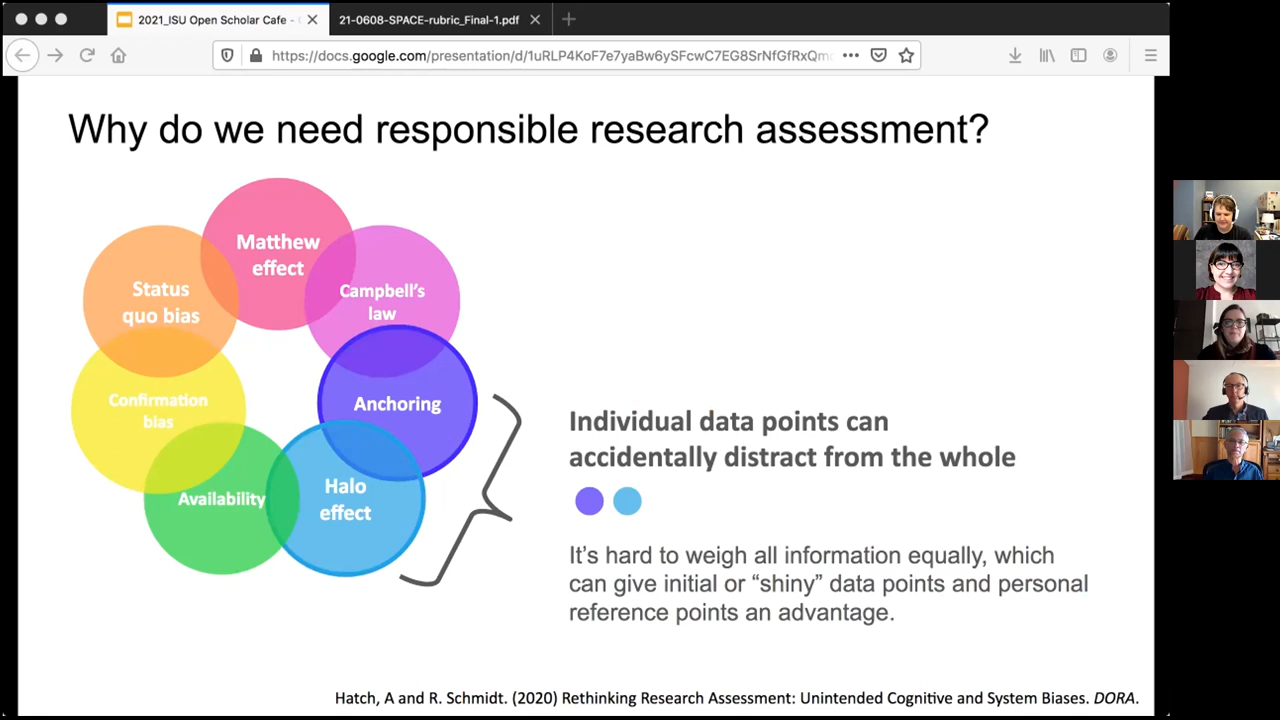 2021_ISU Open Scholar Cafe -
21-0608-SPACE-rubric_Final-1.pdf
https://docs.google.com/presentation/d/1uRLP4KoF7e7yaBw6ySFcwC7EG8SrNfGfRxQm
Why do we need responsible research assessment?
Matthew
effect
Campbell's
law
Status
quo bias
Anchoring
Confirmation
bias
Availability
Halo
effect
Individual data points can
accidentally distract from the whole
It's hard to weigh all information equally, which
can give initial or “shiny” data points and personal
reference points an advantage.
Hatch, A and R. Schmidt. (2020) Rethinking Research Assessment: Unintended Cognitive and System Biases. DORA.